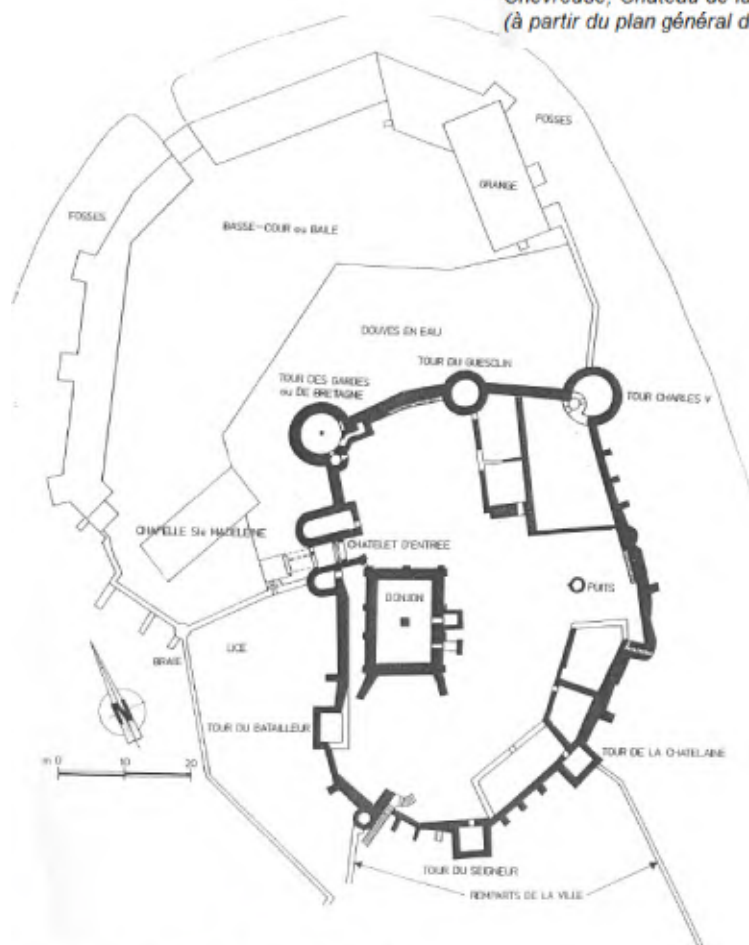 (à partir du plan général d
FOSSES
GRANGE
FOSSES
BASSE-COUR ou BAILE
DOUVES EN EAU
TOUR DU GUESCLIN
TOUR DES GARDES
ou DE BRETAGNE
TOUR CHARLES V
CHAPELLE Ste MADELEINE
CHATELET D'ENTREE
DONJON
PUITS
LICE
BRAIE
N
TOUR DU BATAILLEUR
m 0 10 20
TOUR DE LA CHATELAINE
TOUR DU SEIGNEUR
REMPARTS DE LA VILLE